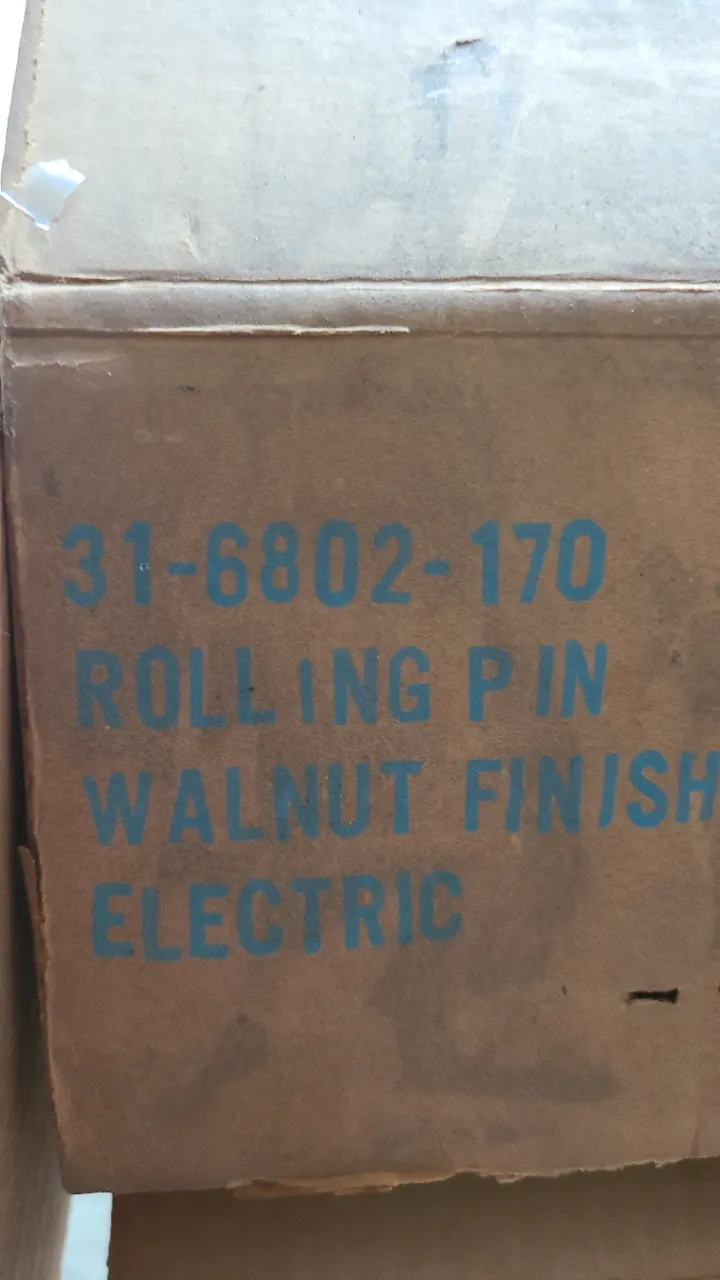 31-6802-170
ROLLING PIN
WALNUT FINISH
ELECTRIC